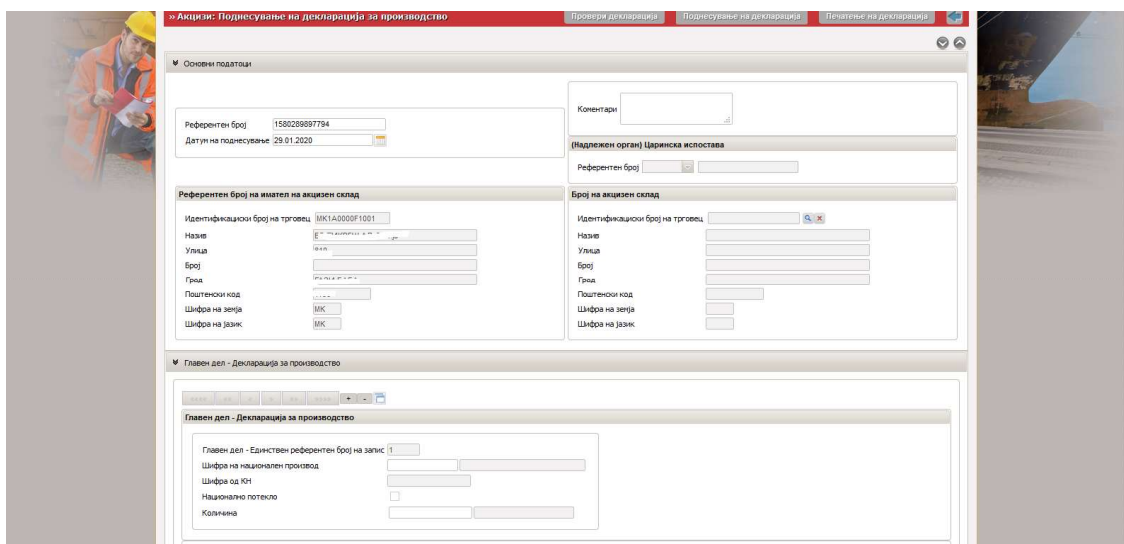 » Акцизи: Поднесување на декларација за производство
Провери декларација
Поднесување на декларација
Печатење на декларација
Основни податоци
Референтен број 1580289897794
Датум на поднесување 29.01.2020
Коментари
(Надлежен орган) Царинска испостава
Референтен број
Референтен број на имател на акцизен склад
Идентификациски број на трговец MK1A0000F1001
Назив
Улица
Број
Град
Поштенски код
Шифра на земја MK
Шифра на јазик MK
Број на акцизен склад
Идентификациски број на трговец
Назив
Улица
Број
Град
Поштенски код
Шифра на земја
Шифра на јазик
Главен дел - Декларација за производство
+ -
Главен дел - Декларација за производство
Главен дел - Единствен референтен број на запис 1
Шифра на национален производ
Шифра од КН
Национално потекло
Количина